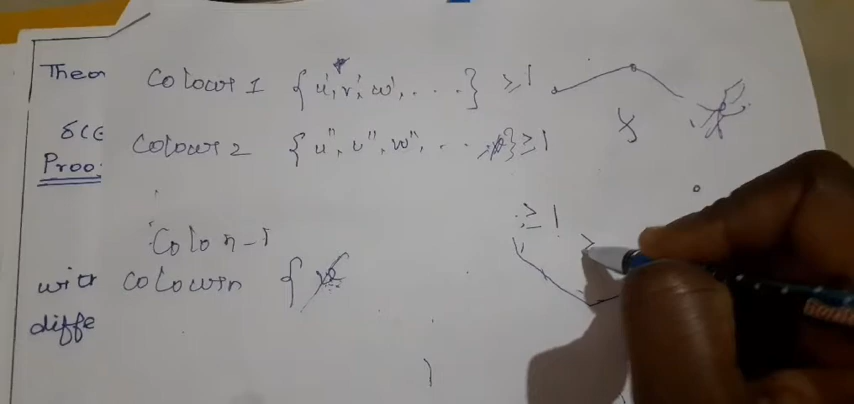 Theo Colour 1 { u', v', w', . . . . } ≥ 1
δ(G Colour 2 { u'', v'', w'', . . . } ≥ 1
Proo
Colo n-1 ≥ 1
with Colour n {
diffe